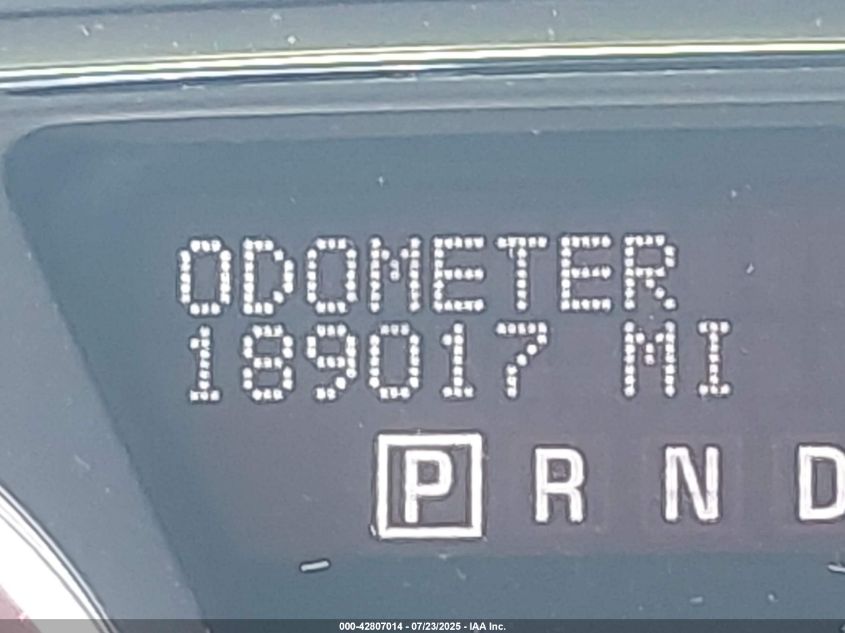 ODOMETER
189017 MI
P R N D
000-42807014 - 07/23/2025 - IAA Inc.